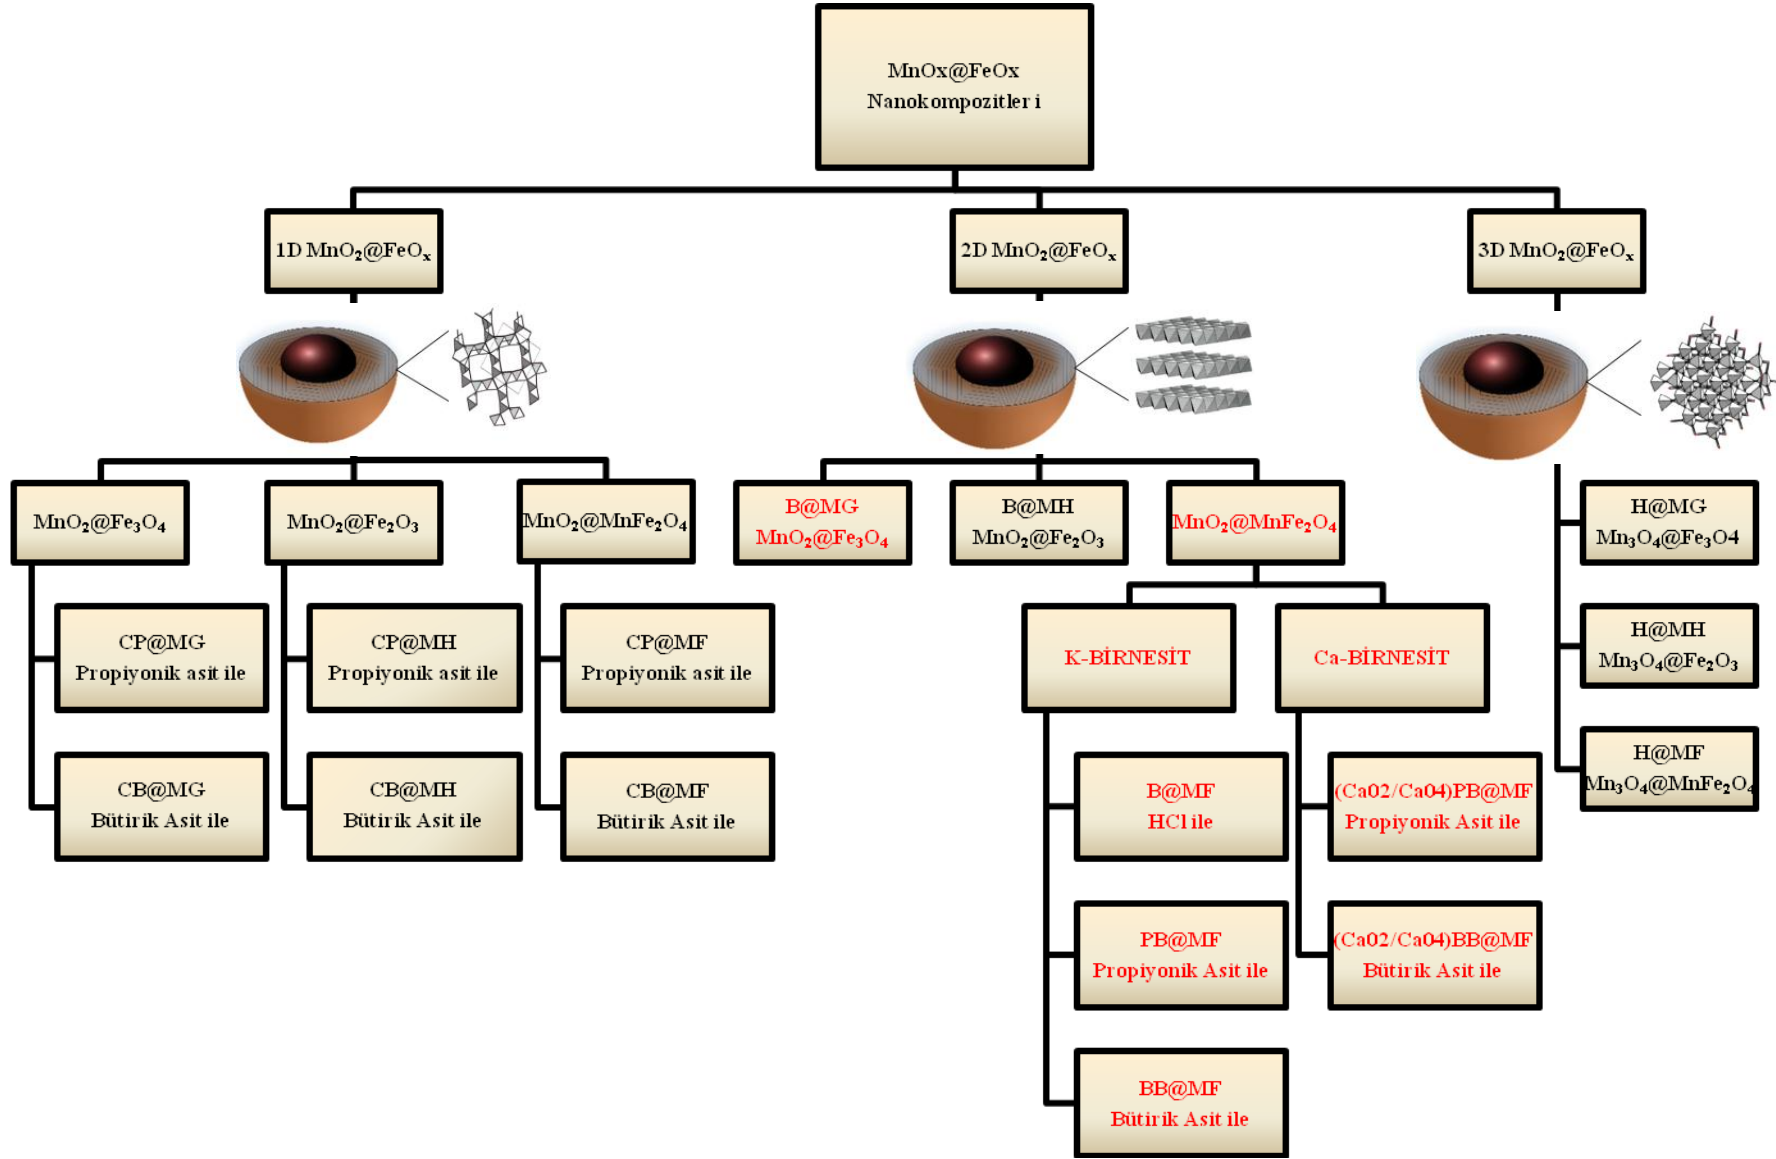 MnOx@FeOx
Nanokompozitler i
1D MnO₂@FeOₓ
2D MnO₂@FeOₓ
3D MnO₂@FeOₓ
MnO₂@Fe₃O₄
MnO₂@Fe₂O₃
MnO₂@MnFe₂O₄
B@MG
MnO₂@Fe₃O₄
B@MH
MnO₂@Fe₂O₃
MnO₂@MnFe₂O₄
H@MG
Mn₃O₄@Fe₃O4
CP@MG
Propiyonik asit ile
CP@MH
Propiyonik asit ile
CP@MF
Propiyonik asit ile
K-BİRNESİT
Ca-BİRNESİT
H@MH
Mn₃O₄@Fe₂O₃
CB@MG
Bütirik Asit ile
CB@MH
Bütirik Asit ile
CB@MF
Bütirik Asit ile
B@MF
HCl ile
(Ca02/Ca04)PB@MF
Propiyonik Asit ile
H@MF
Mn₃O₄@MnFe₂O₄
PB@MF
Propiyonik Asit ile
(Ca02/Ca04)BB@MF
Bütirik Asit ile
BB@MF
Bütirik Asit ile